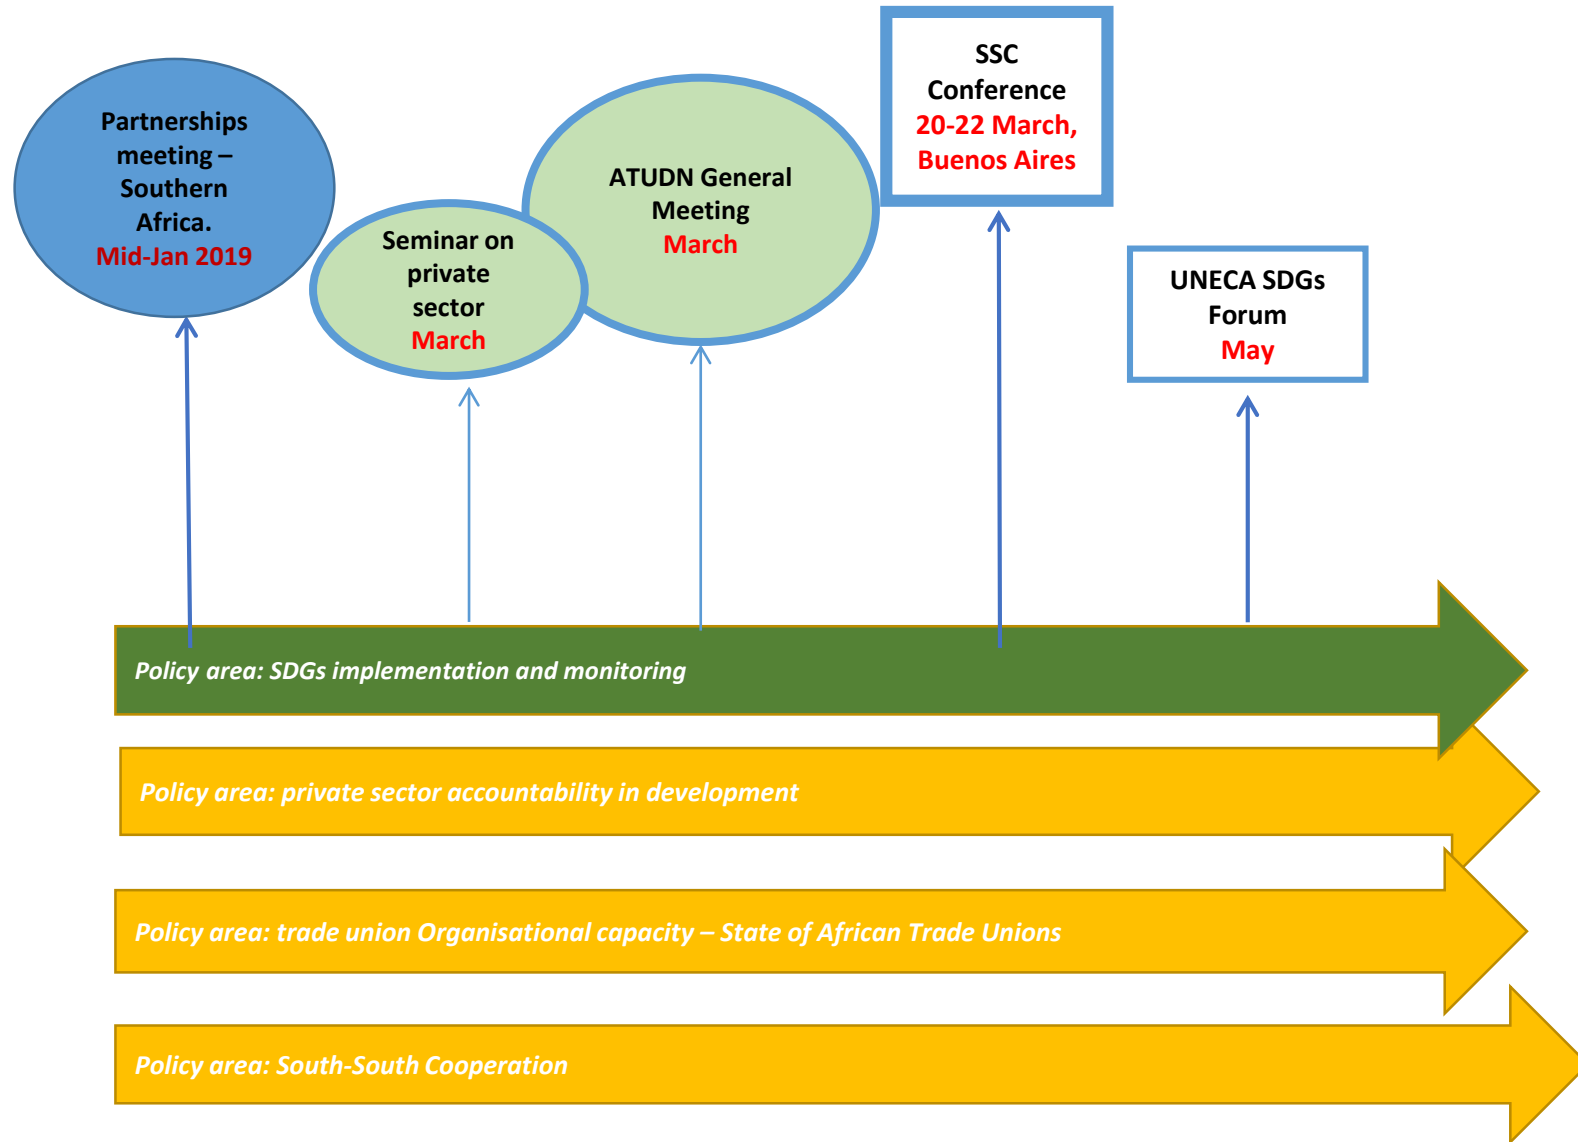 Partnerships
meeting –
Southern
Africa.
Mid-Jan 2019
Seminar on
private
sector
March
ATUDN General
Meeting
March
SSC
Conference
20-22 March,
Buenos Aires
UNECA SDGs
Forum
May
Policy area: SDGs implementation and monitoring
Policy area: private sector accountability in development
Policy area: trade union Organisational capacity – State of African Trade Unions
Policy area: South-South Cooperation